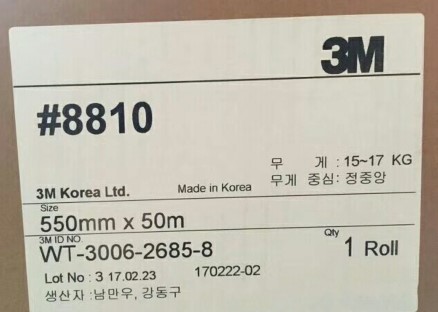 3M
#8810
무 게 : 15~17 KG
3M Korea Ltd. Made in Korea 무게 중심: 정중앙
Size
550mm x 50m
3M ID NO. Qty
WT-3006-2685-8 1 Roll
Lot No : 3 17.02.23 170222-02
생산자 :남만우, 강동구